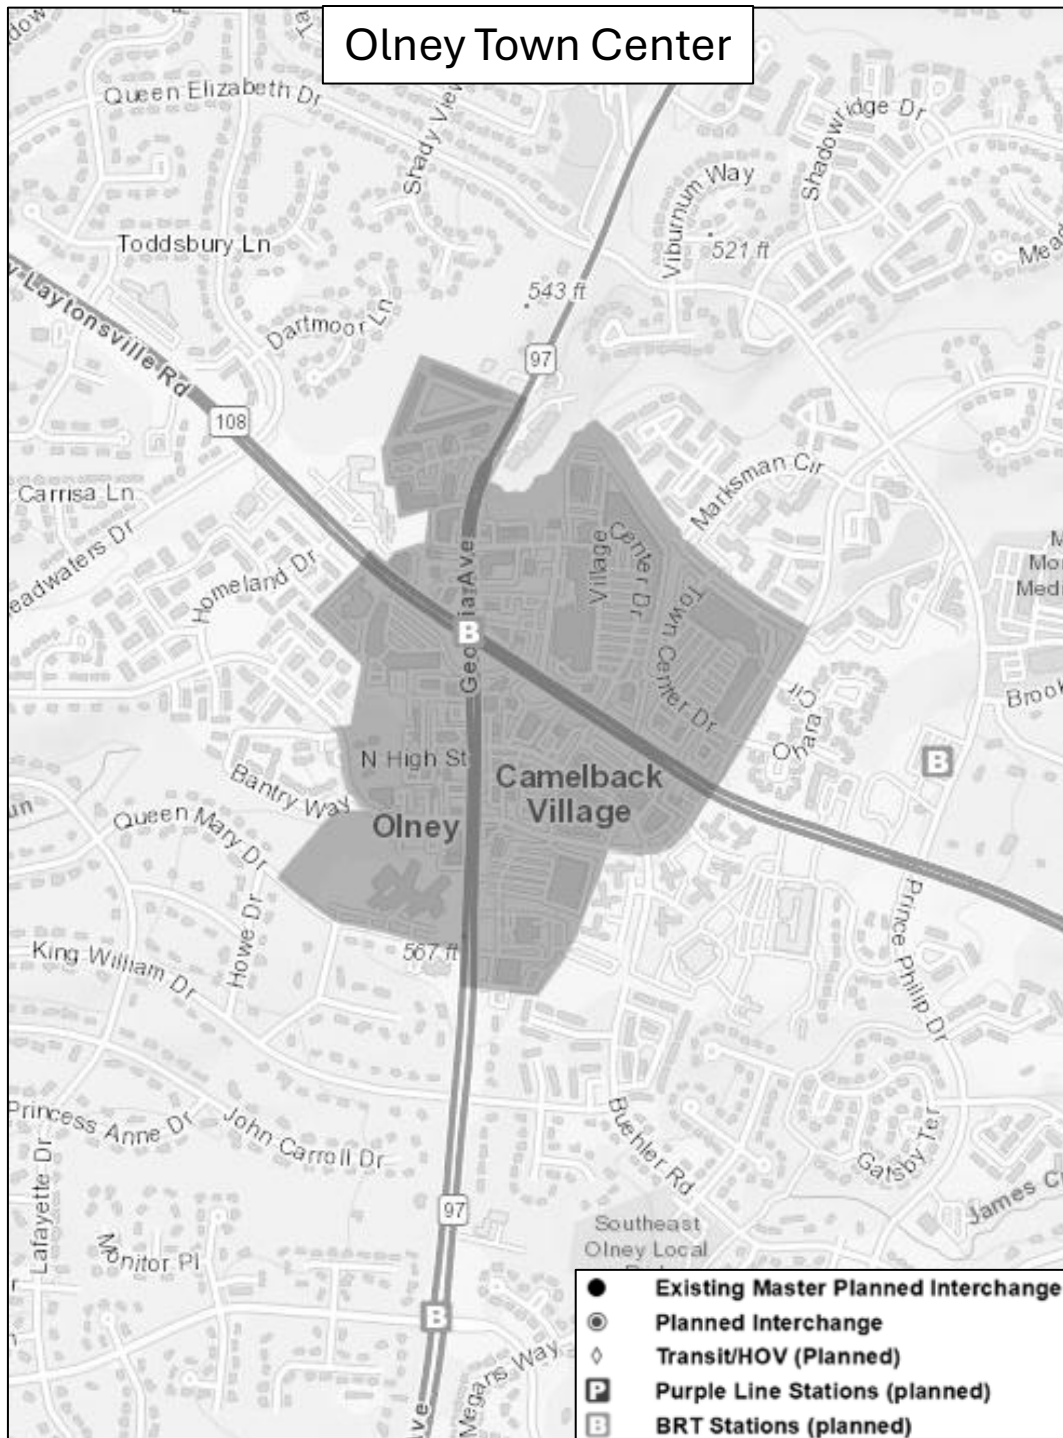 Olney Town Center
Queen Elizabeth Dr
Shady View
Shadowridge Dr
Viburnum Way
521 ft
Toddsbury Ln
543 ft
Laytonsville Rd
Dartmoor Ln
97
108
Marksman Cir
Carrisa Ln
Homeland Dr
Village
Center Dr
Georgia Ave
B
Town Center Dr
Ohara Cir
N High St
B
Camelback
Village
Bantry Way
Olney
Queen Mary Dr
Howe Dr
567 ft
King William Dr
Prince Philip Dr
Princess Anne Dr
John Carroll Dr
Buehler Rd
Gatsby Ter
Lafayette Dr
97
Monitor Pl
Southeast
Olney Local
B
Megans Way
Ave
Existing Master Planned Interchange
Planned Interchange
Transit/HOV (Planned)
P Purple Line Stations (planned)
B BRT Stations (planned)